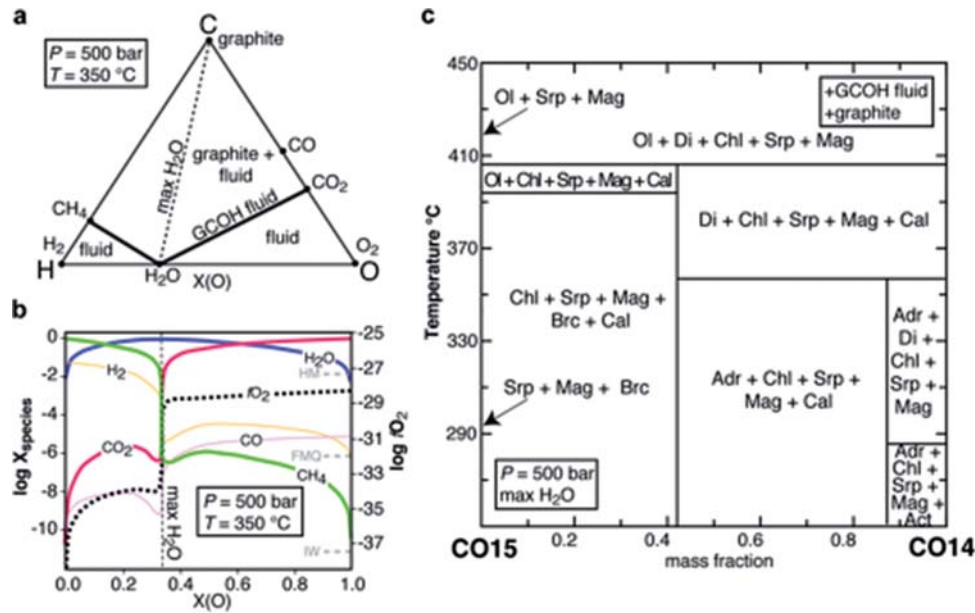 a
P = 500 bar
T = 350 °C
C graphite
max H2O
graphite +
fluid
CO
CO2
GCOH fluid
CH4
H2
fluid
fluid
O2
H
H2O
X(O)
O
b
0
-2
-4
-6
-8
-10
log Xspecies
H2
CO2
H2O
HM
fO2
CO
FMQ
CH4
IW
max H2O
P = 500 bar
T = 350 °C
-25
-27
-29
-31
-33
-35
-37
log fO2
0.0 0.2 0.4 0.6 0.8 1.0
X(O)
c
450
410
370
330
290
Temperature °C
+GCOH fluid
+graphite
Ol + Srp + Mag
Ol + Di + Chl + Srp + Mag
Ol + Chl + Srp + Mag + Cal
Di + Chl + Srp + Mag + Cal
Chl + Srp + Mag +
Brc + Cal
Srp + Mag + Brc
Adr + Chl + Srp +
Mag + Cal
Adr +
Di +
Chl +
Srp +
Mag
Adr +
Chl +
Srp +
Mag +
Act
P = 500 bar
max H2O
CO15 0.2 0.4 0.6 0.8 CO14
mass fraction